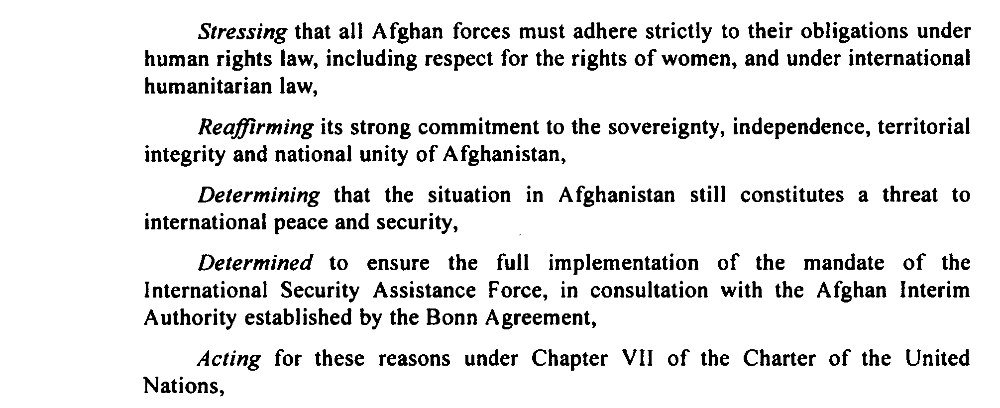 Stressing that all Afghan forces must adhere strictly to their obligations under
human rights law, including respect for the rights of women, and under international
humanitarian law,
Reaffirming its strong commitment to the sovereignty, independence, territorial
integrity and national unity of Afghanistan,
Determining that the situation in Afghanistan still constitutes a threat to
international peace and security,
Determined to ensure the full implementation of the mandate of the
International Security Assistance Force, in consultation with the Afghan Interim
Authority established by the Bonn Agreement,
Acting for these reasons under Chapter VII of the Charter of the United
Nations,